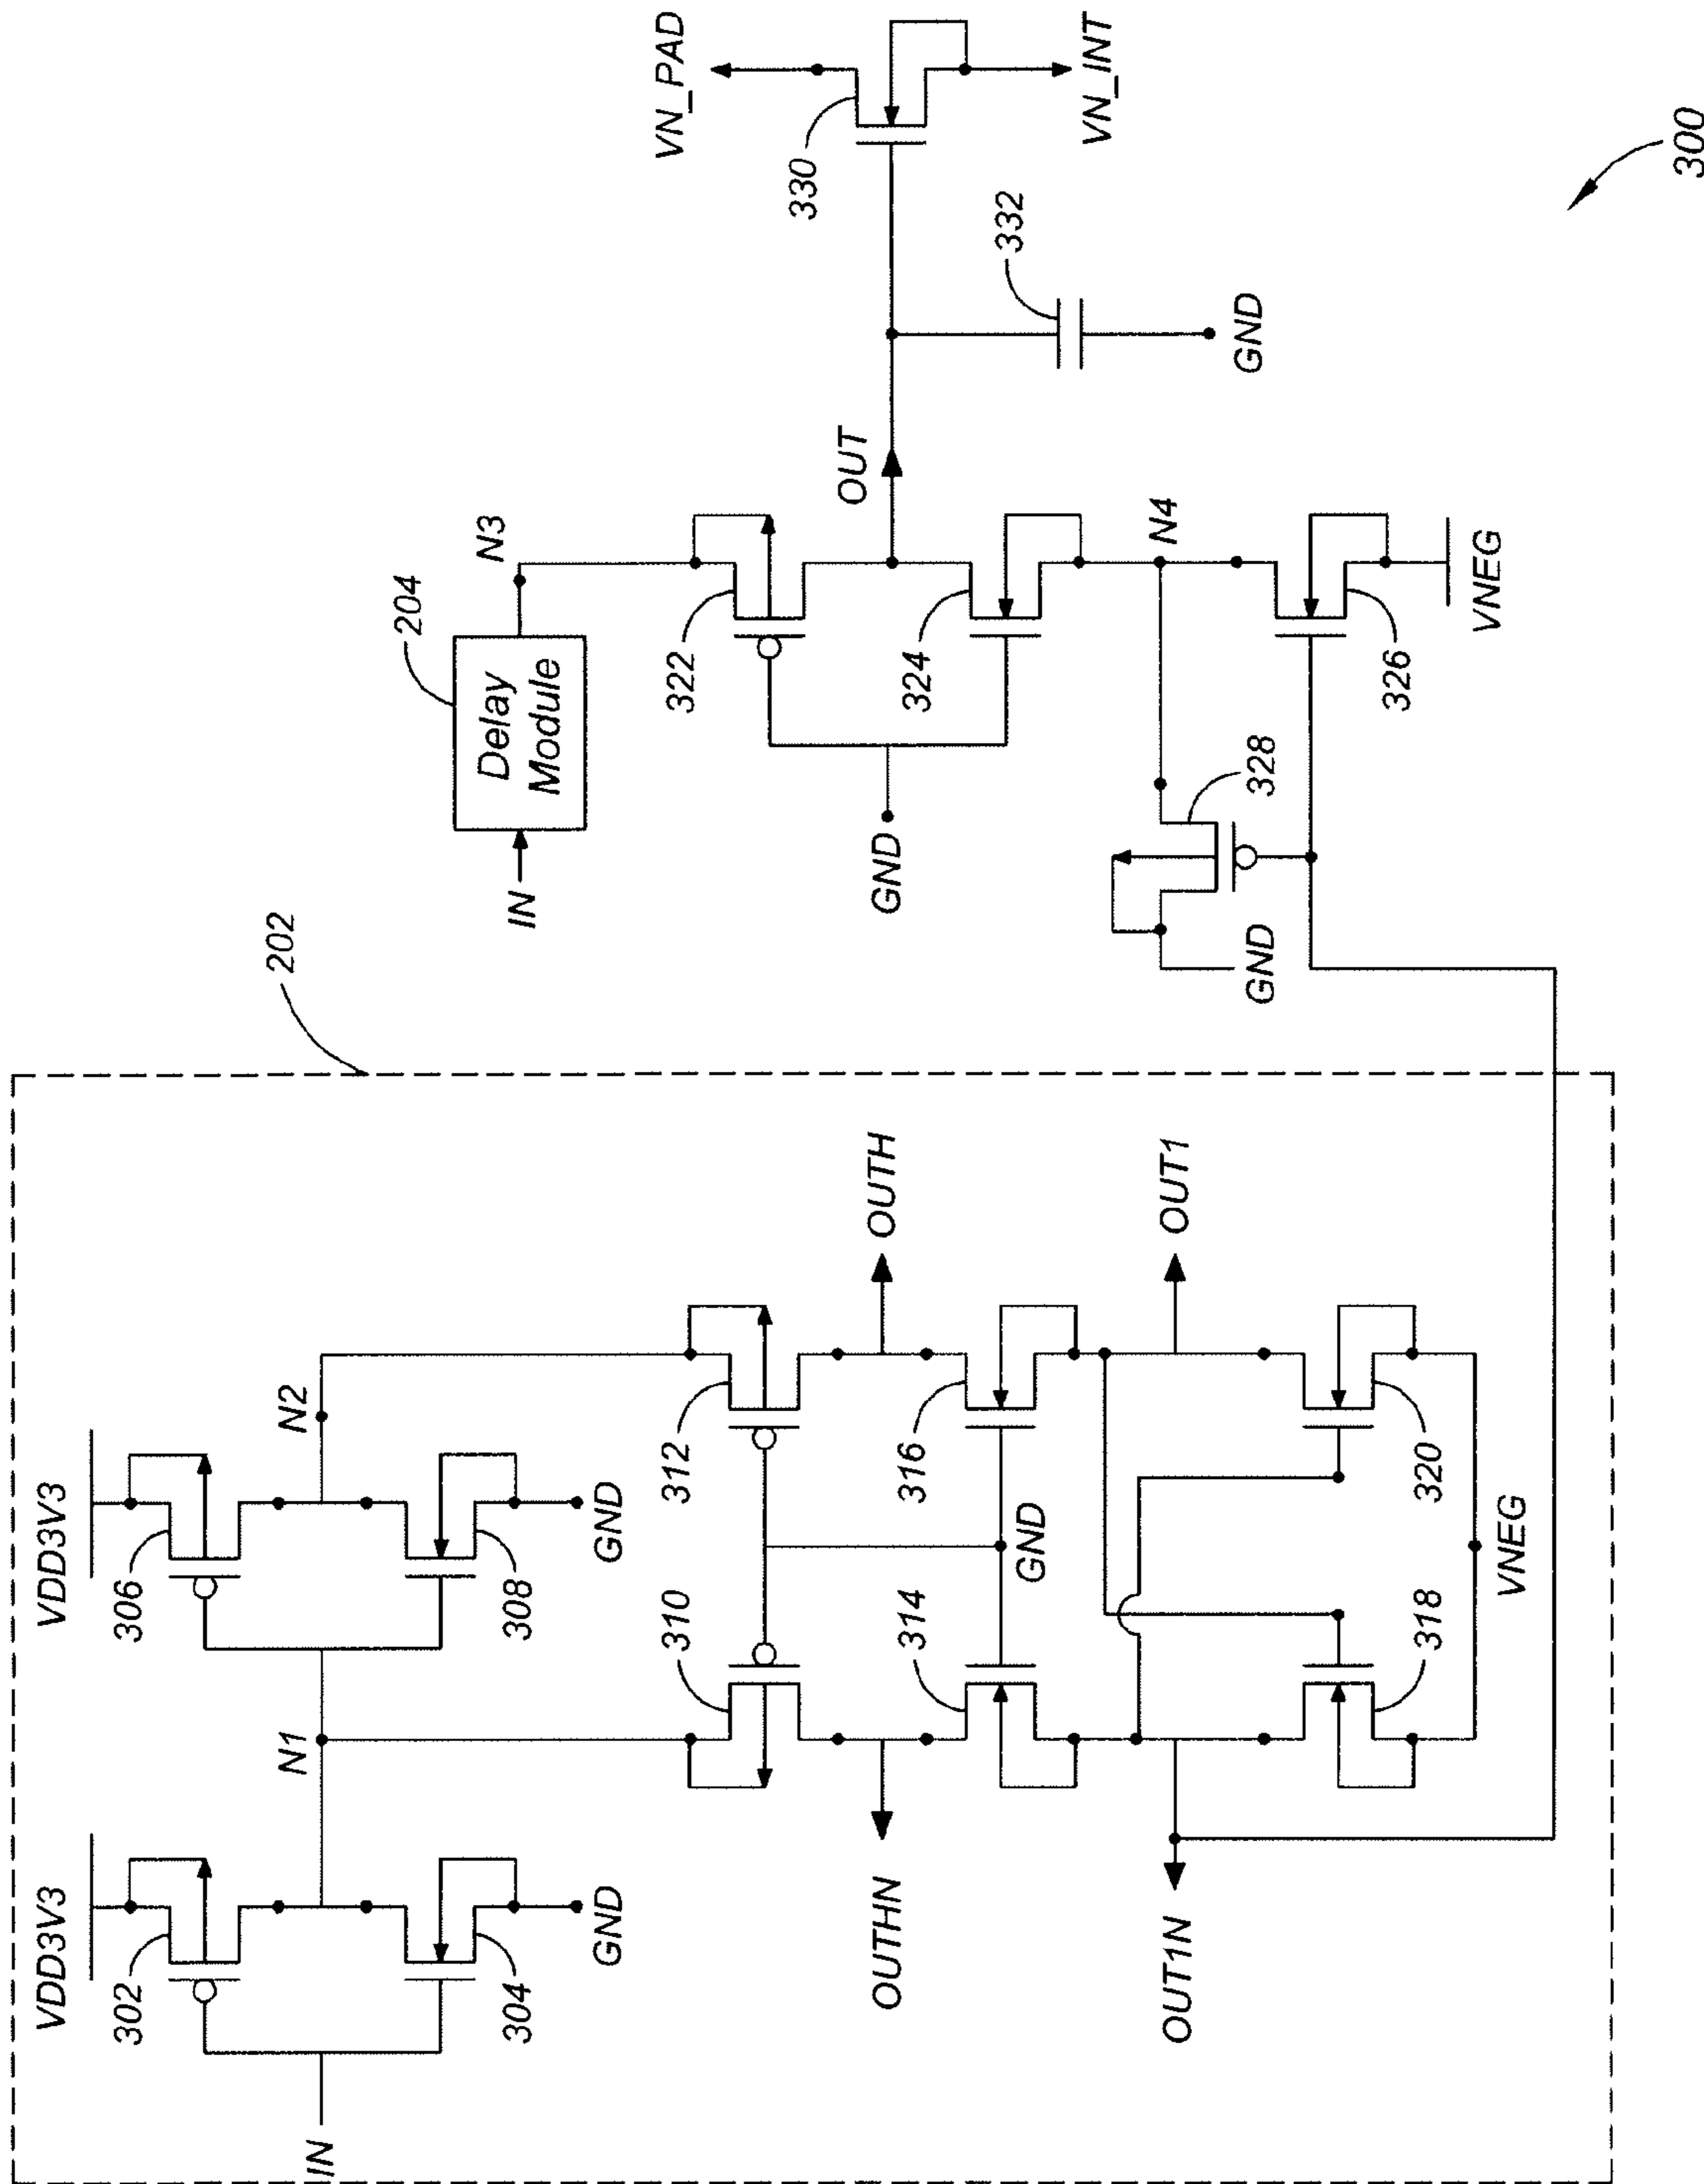 202
VDD3V3
302
304
GND
IN
N1
VDD3V3
306
308
GND
N2
310
312
OUTHN
OUTH
314
316
GND
OUT1N
OUT1
318
320
VNEG
IN
Delay
Module
204
N3
322
OUT
GND
324
N4
GND
328
326
VNEG
332
GND
VN_PAD
330
VN_INT
300